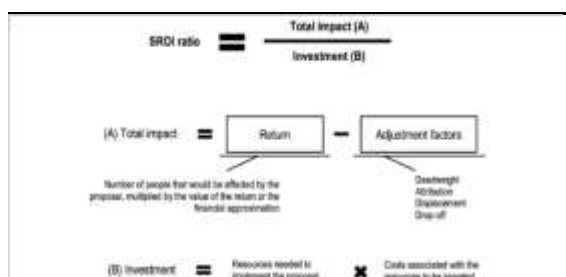 Total impact (A)
SROI ratio =
Investment (B)
(A) Total impact = Return − Adjustment factors
Number of people that would be affected by the
proposal, multiplied by the value of the return or the
financial approximation
Deadweight
Attribution
Displacement
Drop off
(B) Investment = Resources needed to × Costs associated with the
implement the proposal resources to be invested